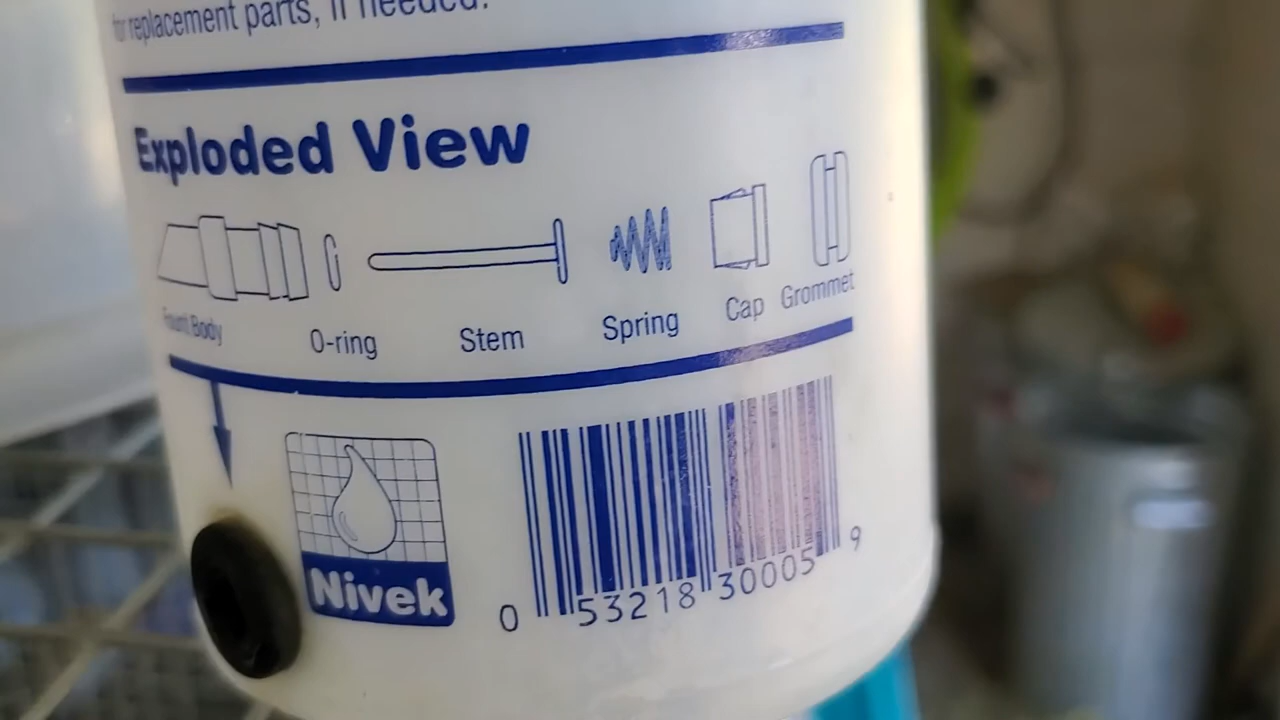 for replacement parts, if needed.
Exploded View
Fount Body O-ring Stem Spring Cap Grommet
Nivek
0 53218 30005 9